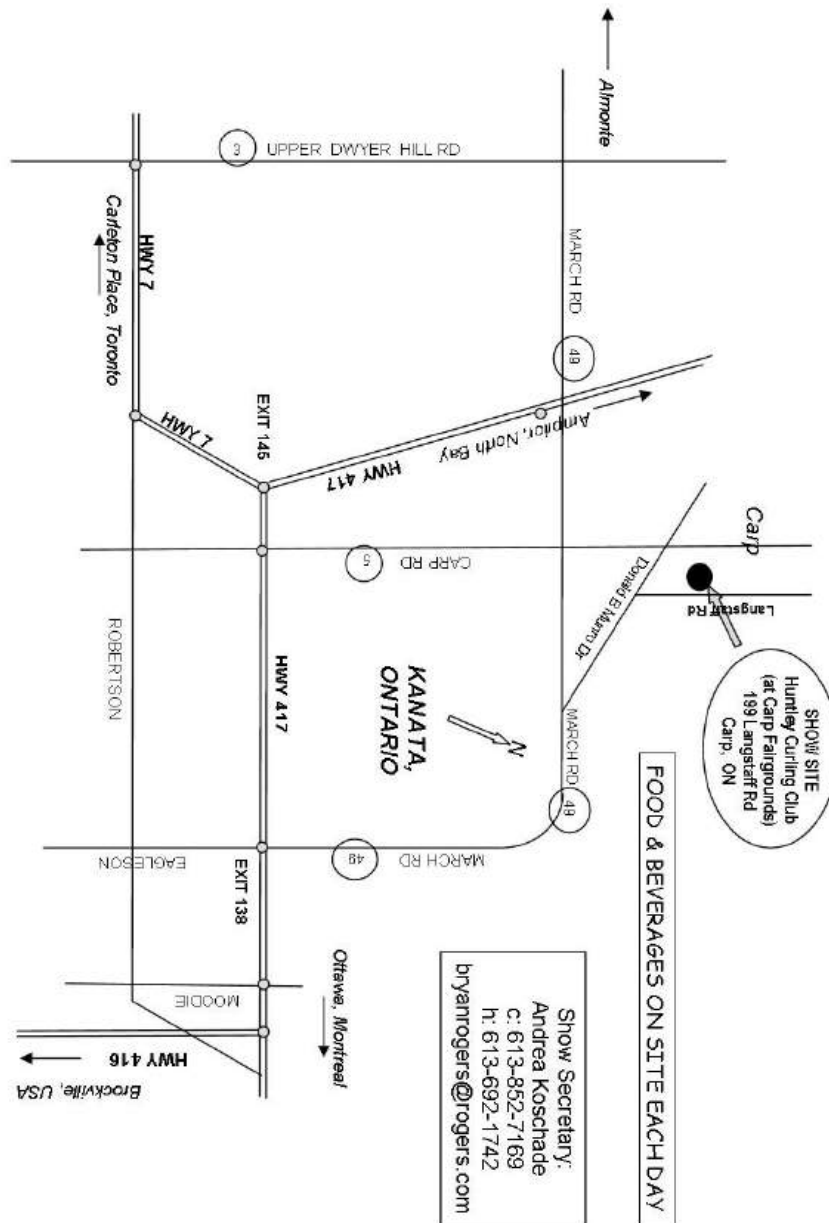 Almonte
3
UPPER DWYER HILL RD
Carleton Place, Toronto
HWY 7
MARCH RD
49
HWY 7
EXIT 145
HWY 417
Arnprior, North Bay
Carp
CARP RD
5
Donald B Munro Dr
Langstaff Rd
SHOW SITE
Huntley Curling Club
(at Carp Fairgrounds)
199 Langstaff Rd
Carp, ON
ROBERTSON
HWY 417
KANATA,
ONTARIO
N
MARCH RD
49
FOOD & BEVERAGES ON SITE EACH DAY
EAGLESON
EXIT 138
49
MARCH RD
MOODIE
Ottawa, Montreal
HWY 416
Brockville, USA
Show Secretary:
Andrea Koschade
c: 613-852-7169
h: 613-692-1742
bryanrogers@rogers.com